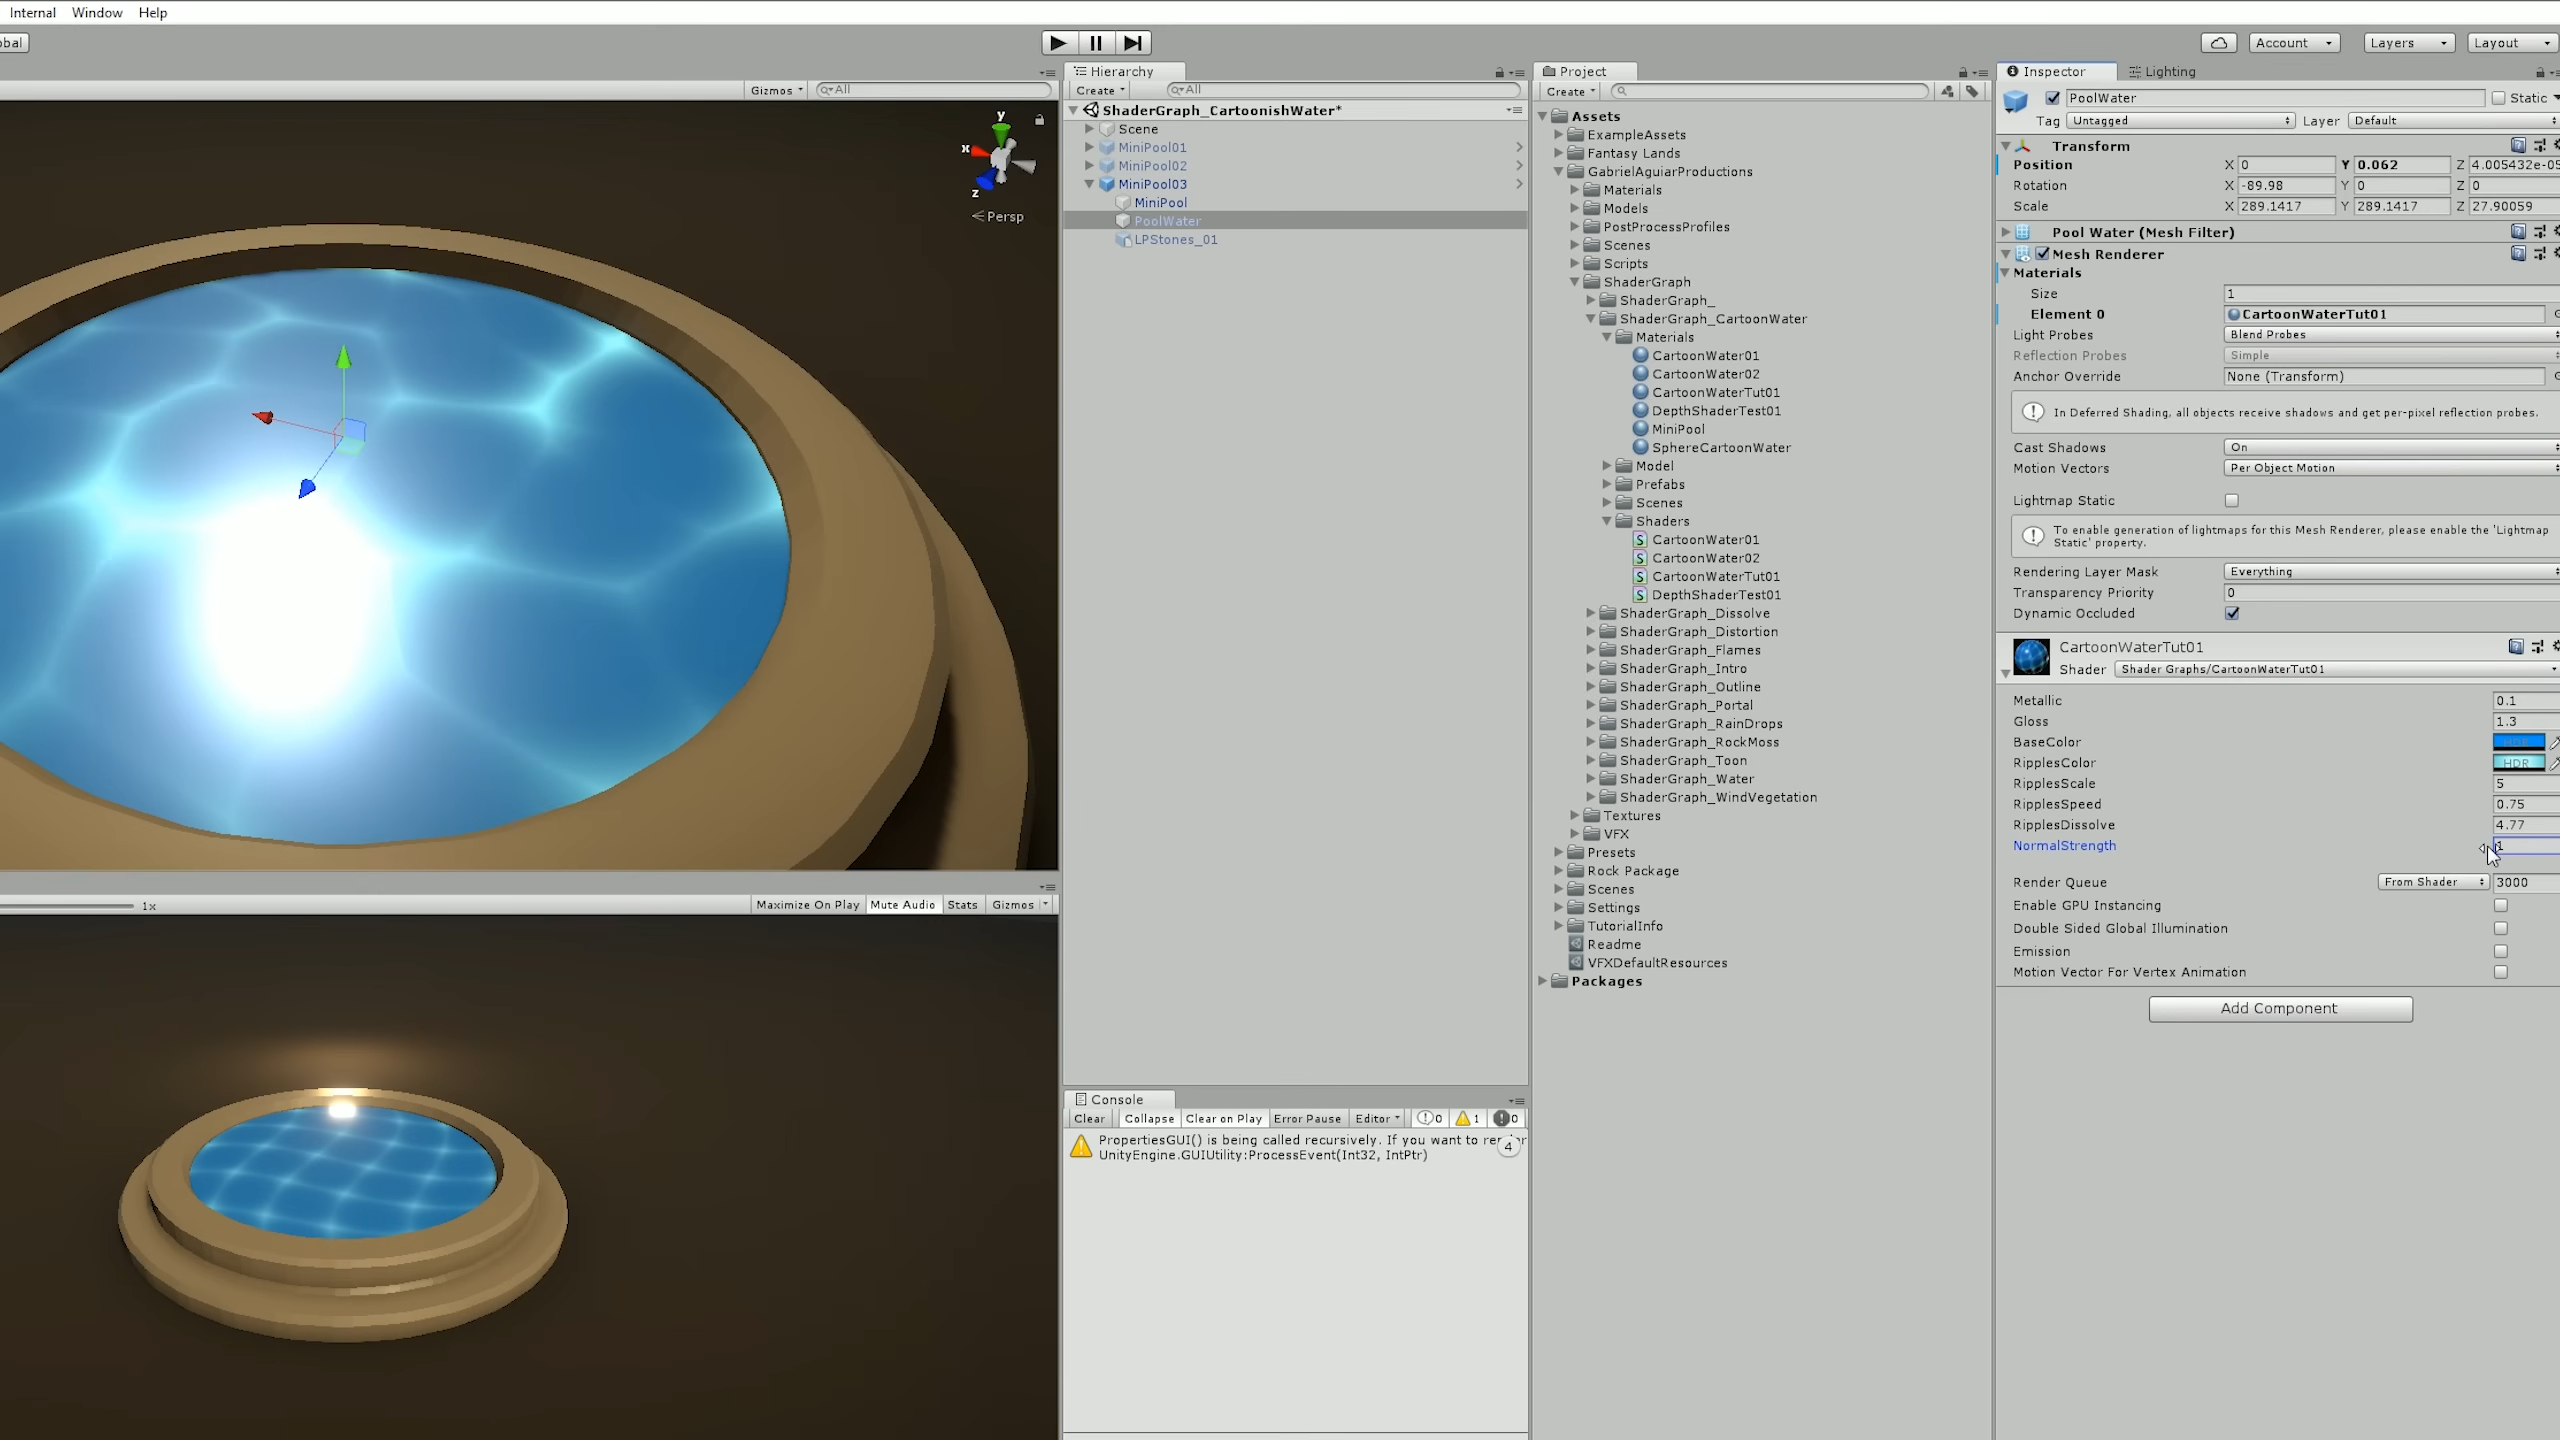 Internal Window Help
obal
Account
Layers
Layout
Gizmos
All
y
x
z
Persp
1x
Maximize On Play Mute Audio Stats Gizmos
Hierarchy
Create
All
ShaderGraph_CartoonishWater*
Scene
MiniPool01
MiniPool02
MiniPool03
MiniPool
PoolWater
LPStones_01
Console
Clear Collapse Clear on Play Error Pause Editor 0 1 0
PropertiesGUI() is being called recursively. If you want to render
4
UnityEngine.GUIUtility:ProcessEvent(Int32, IntPtr)
Project
Create
Assets
ExampleAssets
Fantasy Lands
GabrielAguiarProductions
Materials
Models
PostProcessProfiles
Scenes
Scripts
ShaderGraph
ShaderGraph_
ShaderGraph_CartoonWater
Materials
CartoonWater01
CartoonWater02
CartoonWaterTut01
DepthShaderTest01
MiniPool
SphereCartoonWater
Model
Prefabs
Scenes
Shaders
CartoonWater01
CartoonWater02
CartoonWaterTut01
DepthShaderTest01
ShaderGraph_Dissolve
ShaderGraph_Distortion
ShaderGraph_Flames
ShaderGraph_Intro
ShaderGraph_Outline
ShaderGraph_Portal
ShaderGraph_RainDrops
ShaderGraph_RockMoss
ShaderGraph_Toon
ShaderGraph_Water
ShaderGraph_WindVegetation
Textures
VFX
Presets
Rock Package
Scenes
Settings
TutorialInfo
Readme
VFXDefaultResources
Packages
Inspector Lighting
PoolWater Static
Tag Untagged Layer Default
Transform
Position X 0 Y 0.062 Z 4.005432e-05
Rotation X -89.98 Y 0 Z 0
Scale X 289.1417 Y 289.1417 Z 27.90059
Pool Water (Mesh Filter)
Mesh Renderer
Materials
Size 1
Element 0 CartoonWaterTut01
Light Probes Blend Probes
Reflection Probes Simple
Anchor Override None (Transform)
In Deferred Shading, all objects receive shadows and get per-pixel reflection probes.
Cast Shadows On
Motion Vectors Per Object Motion
Lightmap Static
To enable generation of lightmaps for this Mesh Renderer, please enable the 'Lightmap
Static' property.
Rendering Layer Mask Everything
Transparency Priority 0
Dynamic Occluded
CartoonWaterTut01
Shader Shader Graphs/CartoonWaterTut01
Metallic 0.1
Gloss 1.3
BaseColor HDR
RipplesColor HDR
RipplesScale 5
RipplesSpeed 0.75
RipplesDissolve 4.77
NormalStrength 1
Render Queue From Shader 3000
Enable GPU Instancing
Double Sided Global Illumination
Emission
Motion Vector For Vertex Animation
Add Component